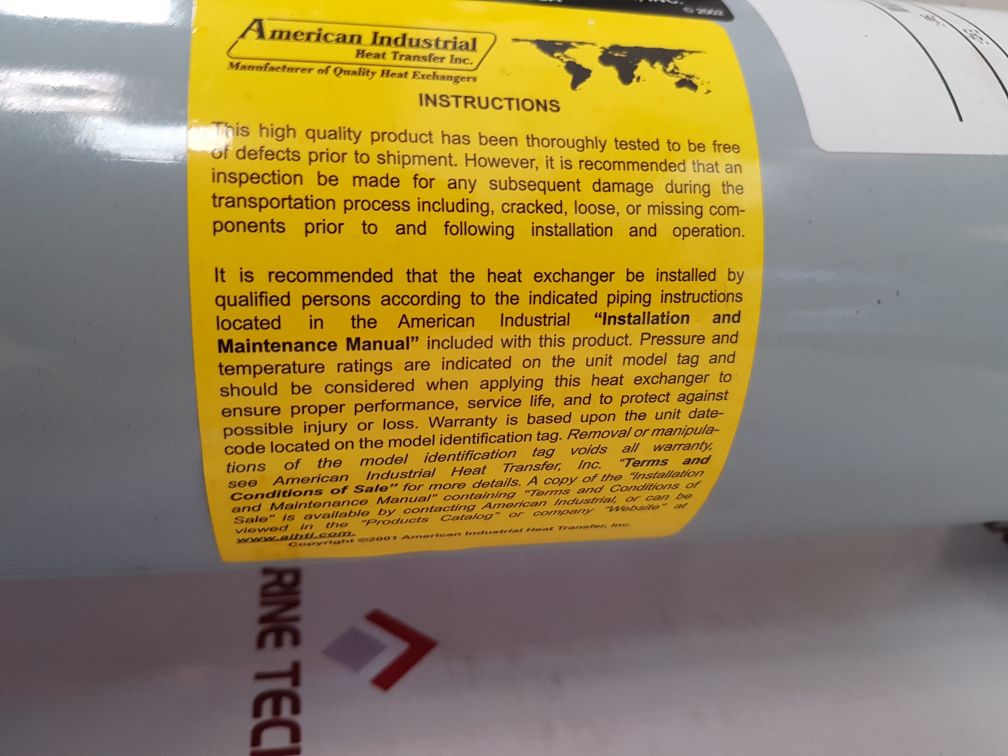 INC.
© 2002
American Industrial
Heat Transfer Inc.
Manufacturer of Quality Heat Exchangers
INSTRUCTIONS
This high quality product has been thoroughly tested to be free
of defects prior to shipment. However, it is recommended that an
inspection be made for any subsequent damage during the
transportation process including, cracked, loose, or missing com-
ponents prior to and following installation and operation.
It is recommended that the heat exchanger be installed by
qualified persons according to the indicated piping instructions
located in the American Industrial "Installation and
Maintenance Manual" included with this product. Pressure and
temperature ratings are indicated on the unit model tag and
should be considered when applying this heat exchanger to
ensure proper performance, service life, and to protect against
possible injury or loss. Warranty is based upon the unit date-
code located on the model identification tag. Removal or manipula-
tions of the model identification tag voids all warranty,
see American Industrial Heat Transfer, Inc. "Terms and
Conditions of Sale" for more details. A copy of the "Installation
and Maintenance Manual" containing "Terms and Conditions of
Sale" is available by contacting American Industrial, or can be
viewed in the "Products Catalog" or company "Website" at
www.aihti.com.
Copyright ©2001 American Industrial Heat Transfer, Inc.
RINE TECH